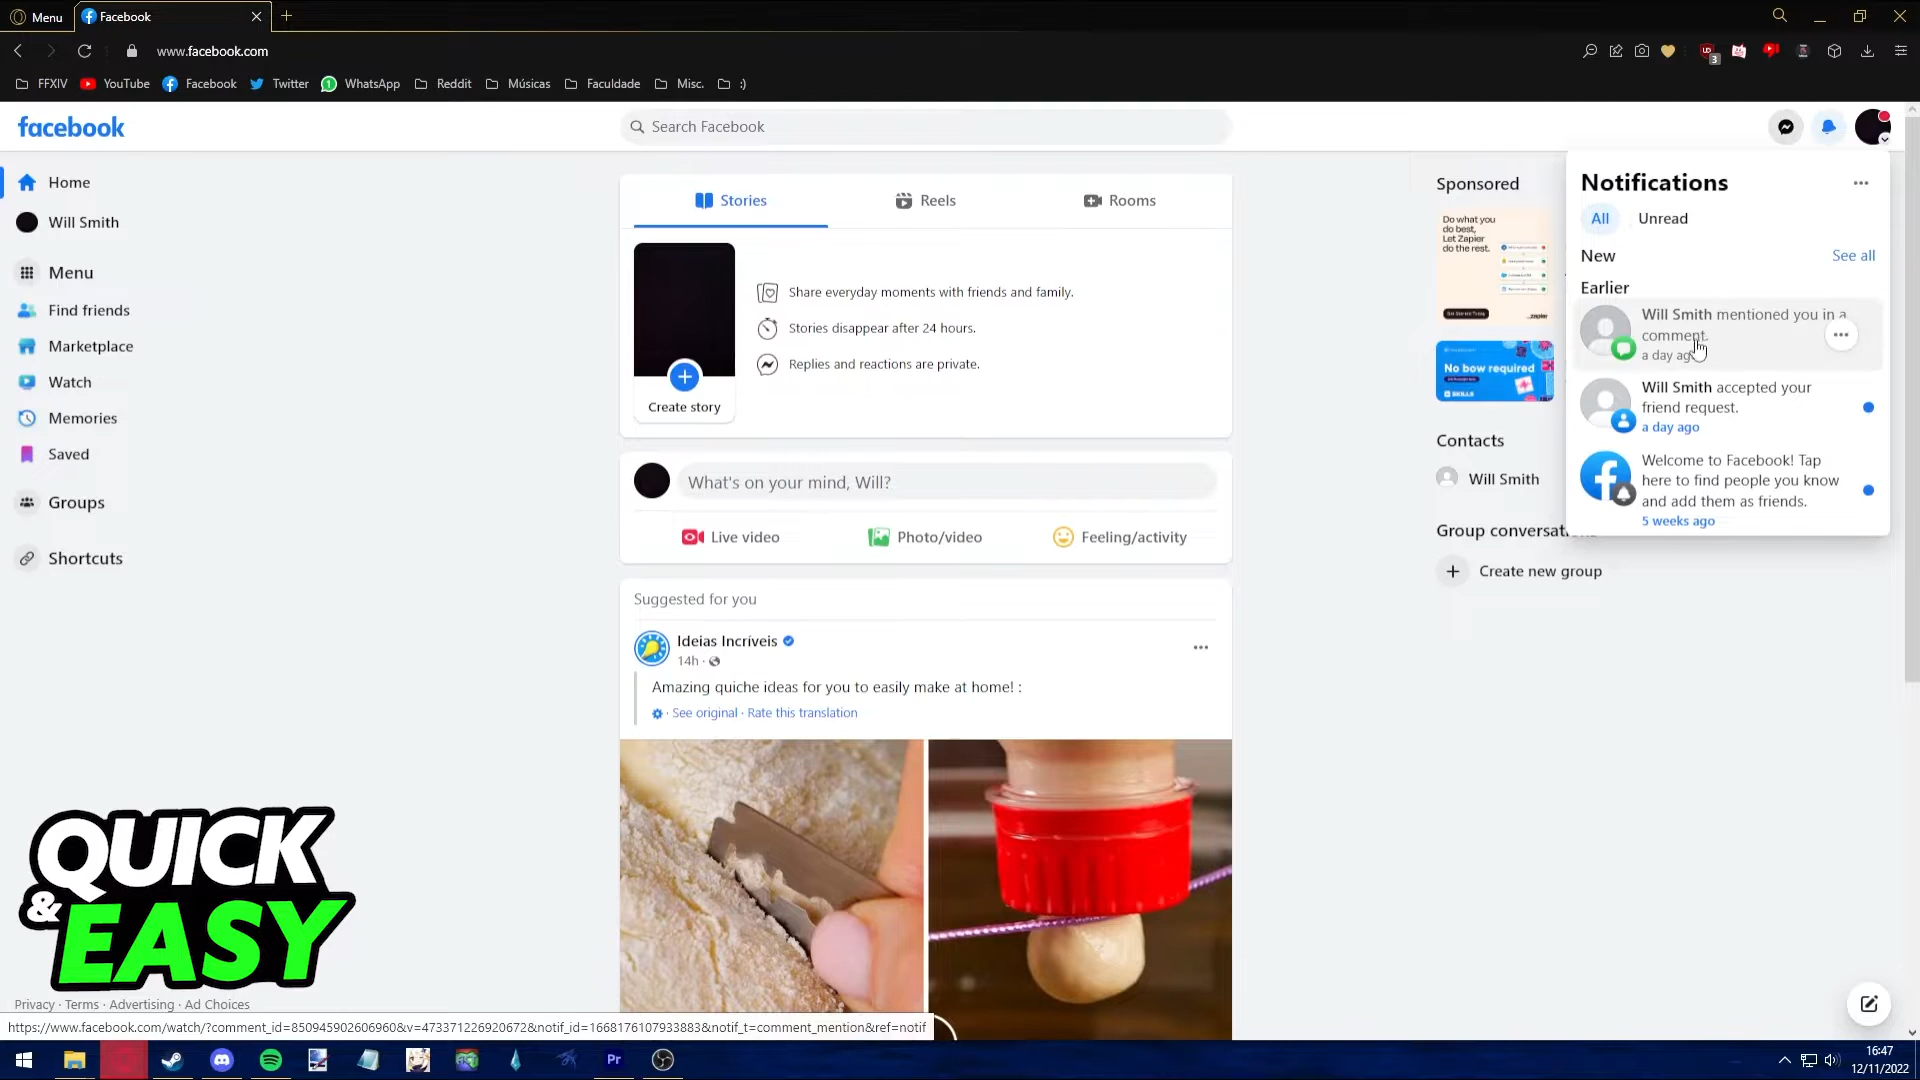 Menu
Facebook
www.facebook.com
3
FFXIV
YouTube
Facebook
Twitter
WhatsApp
Reddit
Músicas
Faculdade
Misc.
:)
facebook
Search Facebook
Home
Will Smith
Menu
Find friends
Marketplace
Watch
Memories
Saved
Groups
Shortcuts
Stories
Reels
Rooms
Share everyday moments with friends and family.
Stories disappear after 24 hours.
Replies and reactions are private.
Create story
What's on your mind, Will?
Live video
Photo/video
Feeling/activity
Suggested for you
Ideias Incríveis
14h ·
Amazing quiche ideas for you to easily make at home! :
· See original · Rate this translation
Sponsored
Do what you
do best,
Let Zapier
do the rest.
zapier
No bow required
SKILLS
Contacts
Will Smith
Group conversat
Create new group
Notifications
All
Unread
New
See all
Earlier
Will Smith mentioned you in a
comment.
a day ag
Will Smith accepted your
friend request.
a day ago
Welcome to Facebook! Tap
here to find people you know
and add them as friends.
5 weeks ago
QUICK
& EASY
Privacy · Terms · Advertising · Ad Choices
https://www.facebook.com/watch/?comment_id=850945902606960&v=473371226920672&notif_id=1668176107933883&notif_t=comment_mention&ref=notif
Pr
16:47
12/11/2022